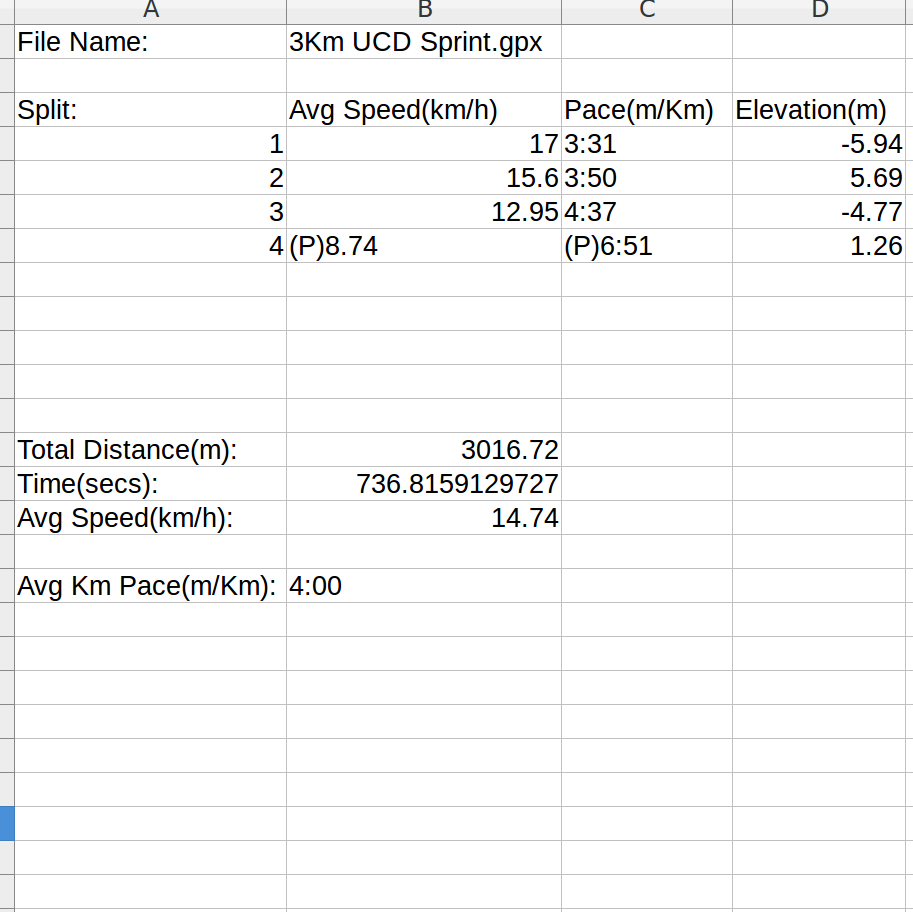 A B C D
File Name: 3Km UCD Sprint.gpx
Split: Avg Speed(km/h) Pace(m/Km) Elevation(m)
1 17 3:31 -5.94
2 15.6 3:50 5.69
3 12.95 4:37 -4.77
4 (P)8.74 (P)6:51 1.26
Total Distance(m): 3016.72
Time(secs): 736.8159129727
Avg Speed(km/h): 14.74
Avg Km Pace(m/Km): 4:00